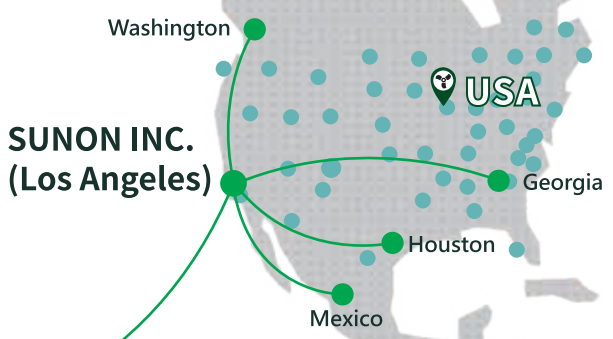 Washington
USA
SUNON INC.
(Los Angeles)
Georgia
Houston
Mexico